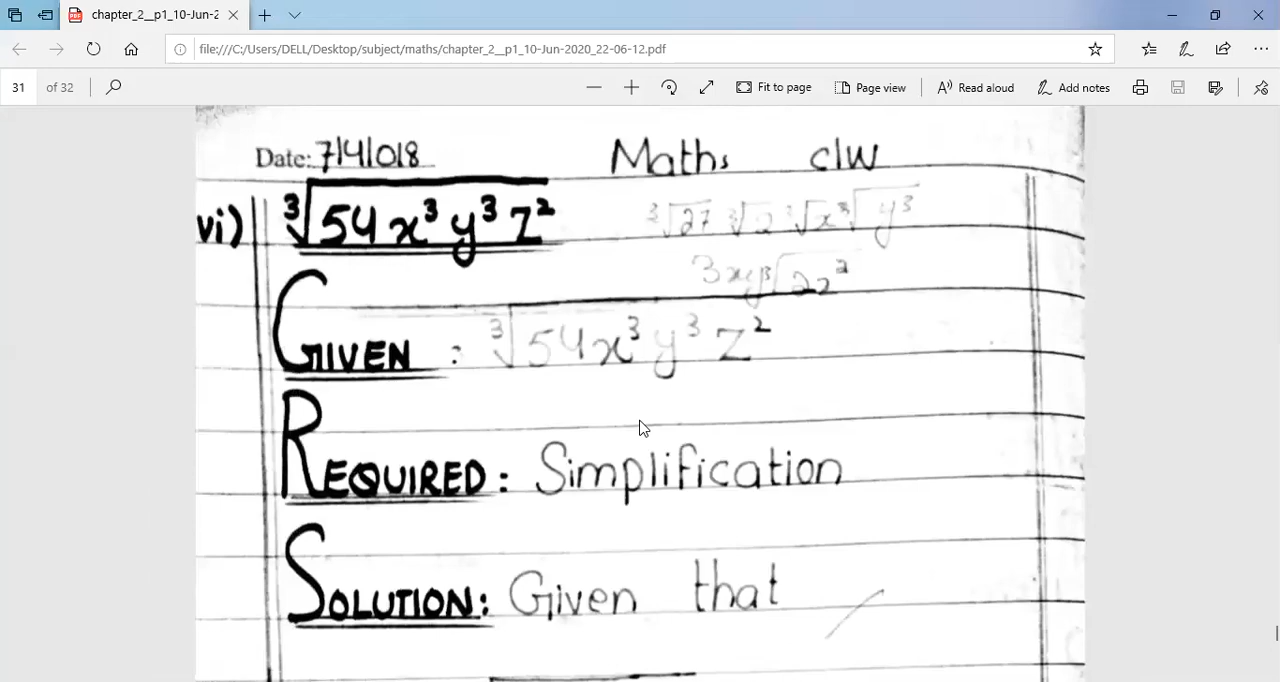 chapter_2_p1_10-Jun-2
file:///C:/Users/DELL/Desktop/subject/maths/chapter_2__p1_10-Jun-2020_22-06-12.pdf
31 of 32 Fit to page Page view Read aloud Add notes
Date: 7/4/018 Maths c/w
vi) ∛54x³y³z² ∛27 ∛2 ∛x³ ∛y³
3xy∛2z²
GIVEN : ∛54x³y³z²
REQUIRED: Simplification
SOLUTION: Given that